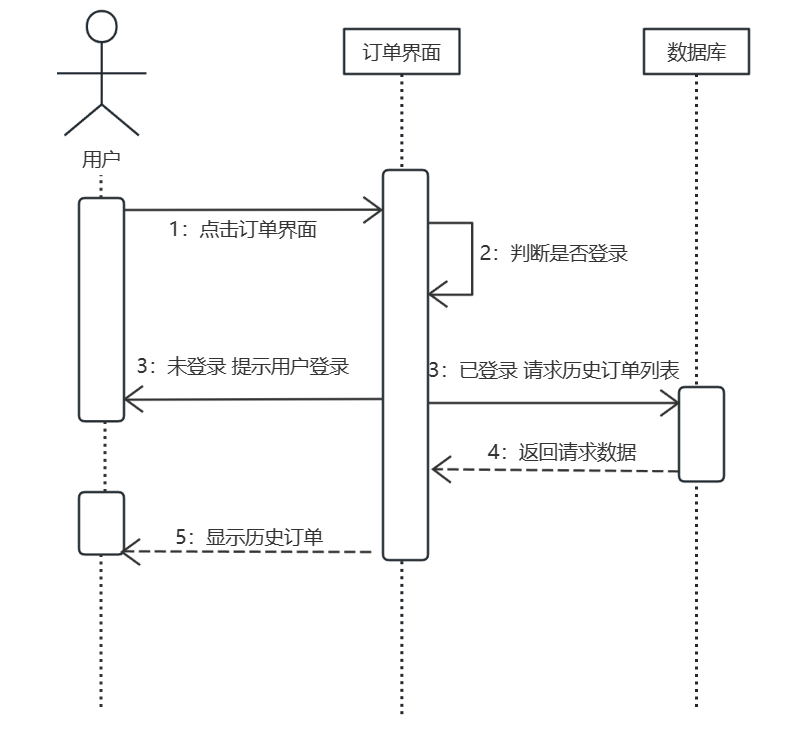 订单界面
数据库
用户
1：点击订单界面
2：判断是否登录
3：未登录 提示用户登录
3：已登录 请求历史订单列表
4：返回请求数据
5：显示历史订单